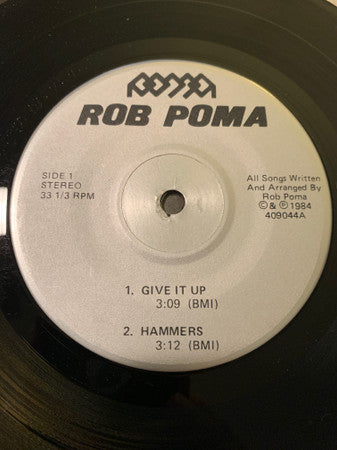 ROB POMA
SIDE 1
STEREO
33 1/3 RPM
All Songs Written
And Arranged By
Rob Poma
© & ℗ 1984
409044A
1. GIVE IT UP
3:09 (BMI)
2. HAMMERS
3:12 (BMI)